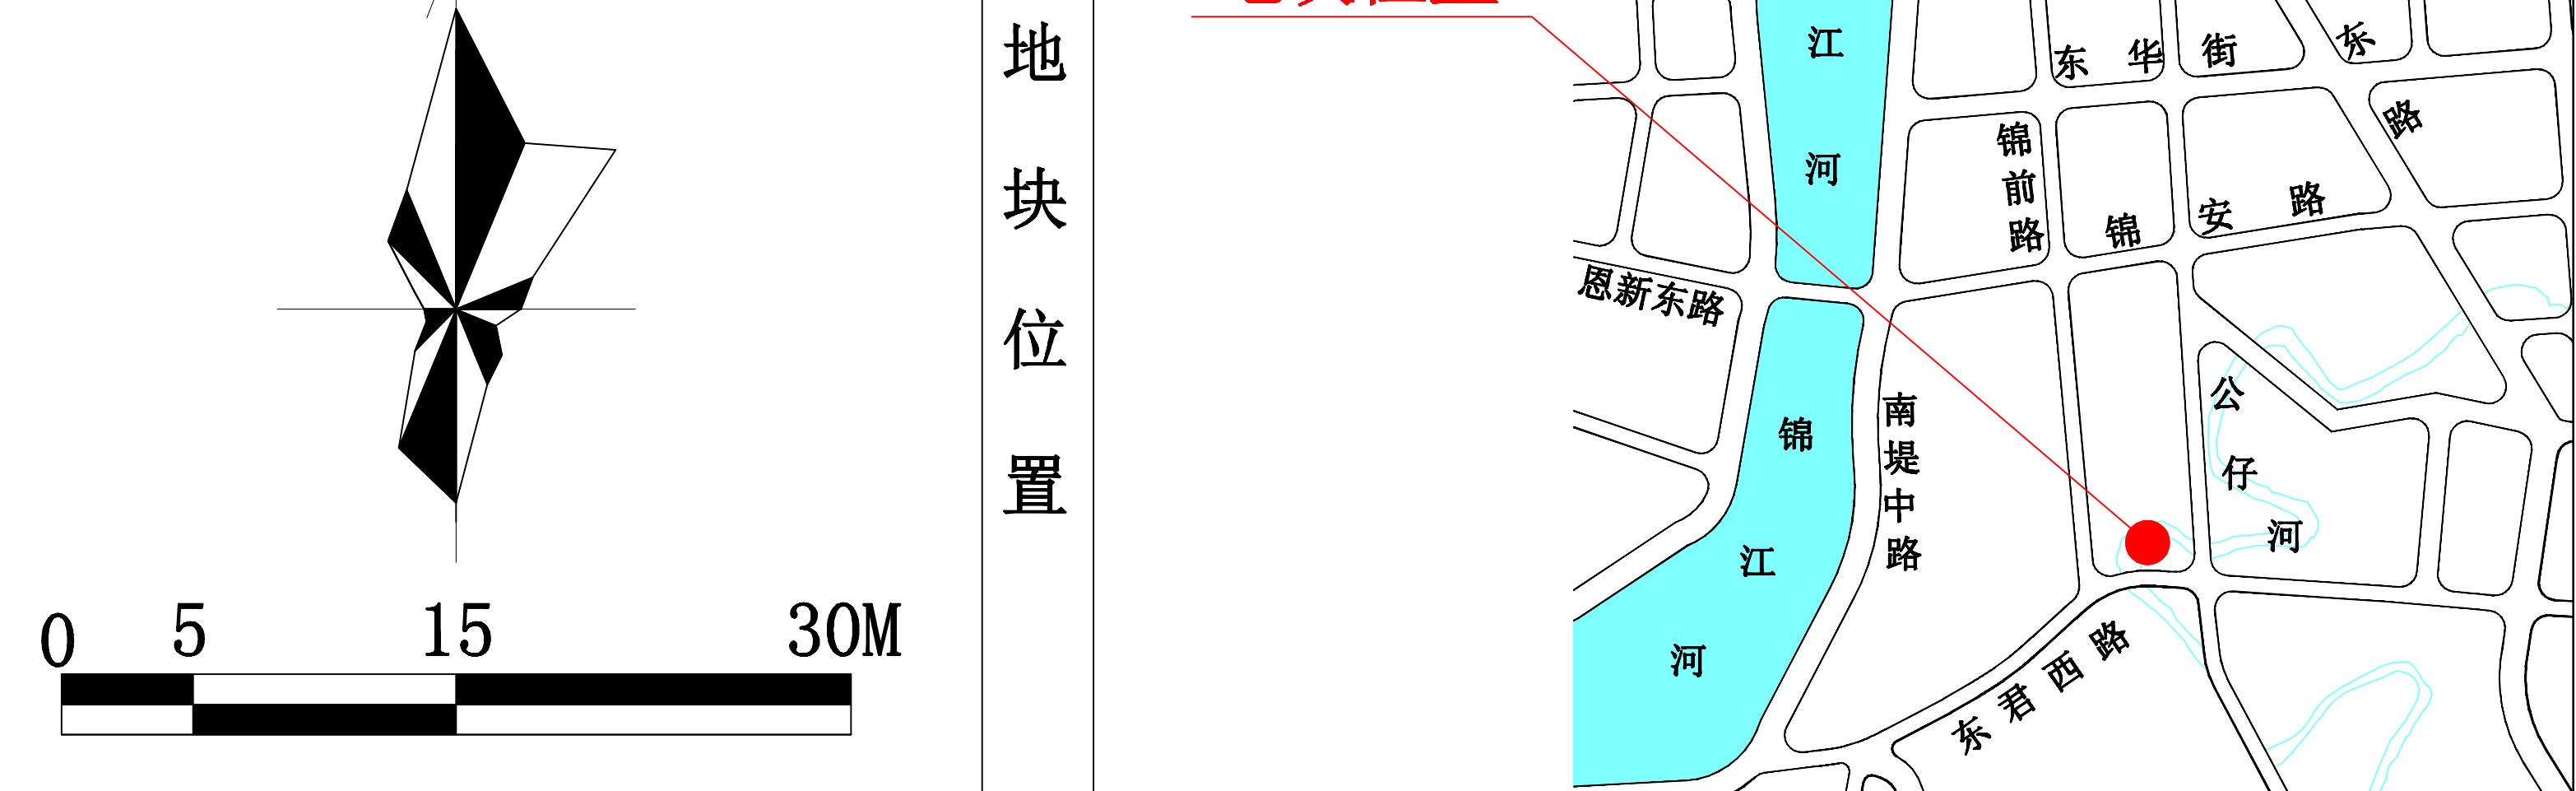 0 5 15 30M
地块位置
江河
东华街
东路
锦前路
锦安路
恩新东路
锦江河
南堤中路
公仔河
东君西路